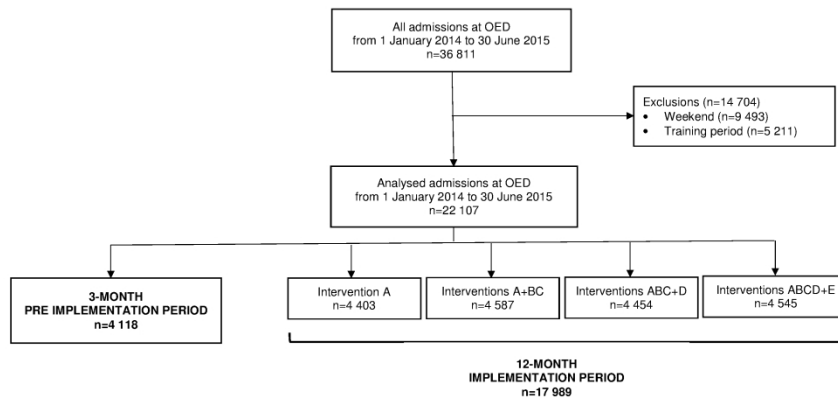 All admissions at OED
from 1 January 2014 to 30 June 2015
n=36 811
Exclusions (n=14 704)
• Weekend (n=9 493)
• Training period (n=5 211)
Analysed admissions at OED
from 1 January 2014 to 30 June 2015
n=22 107
3-MONTH
PRE IMPLEMENTATION PERIOD
n=4 118
Intervention A
n=4 403
Interventions A+BC
n=4 587
Interventions ABC+D
n=4 454
Interventions ABCD+E
n=4 545
12-MONTH
IMPLEMENTATION PERIOD
n=17 989